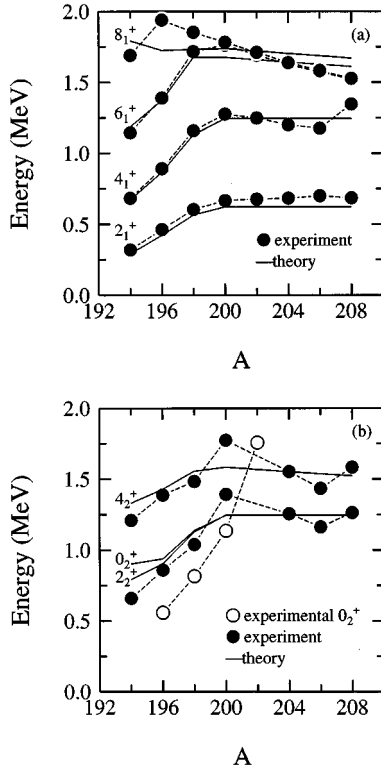 (a)
2.0
1.5
1.0
0.5
0.0
Energy (MeV)
8₁⁺
6₁⁺
4₁⁺
2₁⁺
experiment
theory
192 196 200 204 208
A
(b)
2.0
1.5
1.0
0.5
0.0
Energy (MeV)
4₂⁺
0₂⁺
2₂⁺
experimental 0₂⁺
experiment
theory
192 196 200 204 208
A